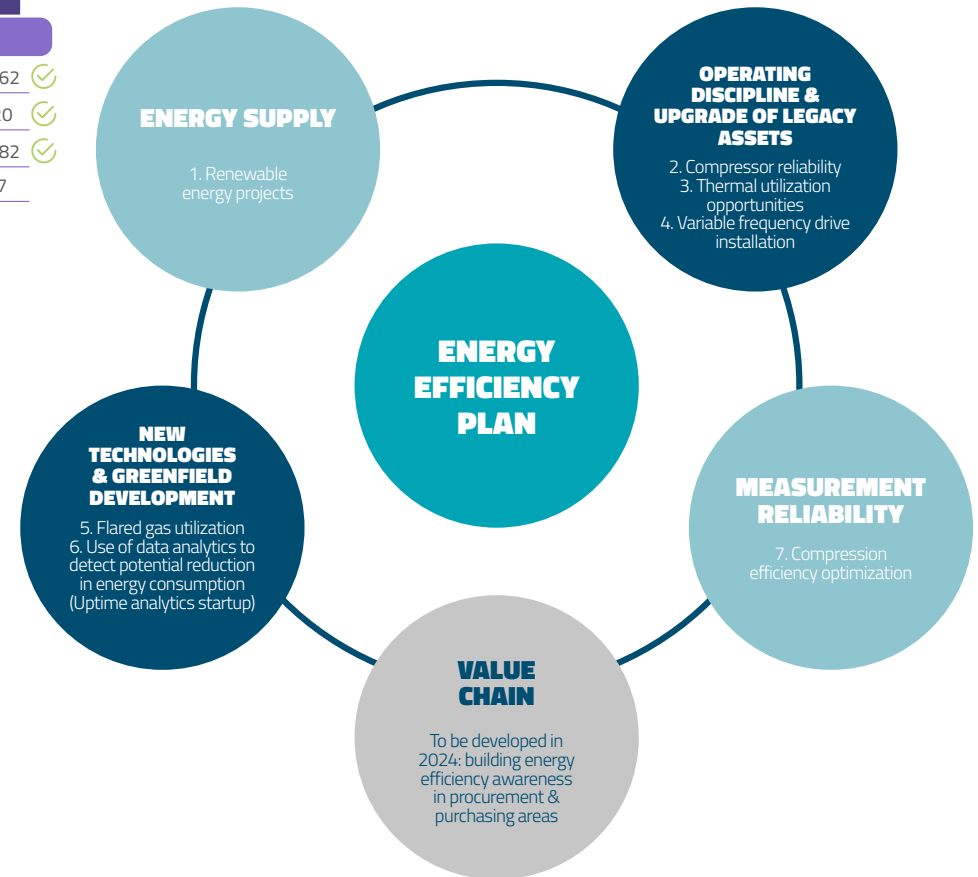 62
20
82
7
ENERGY SUPPLY
1. Renewable
energy projects
OPERATING
DISCIPLINE &
UPGRADE OF LEGACY
ASSETS
2. Compressor reliability
3. Thermal utilization
opportunities
4. Variable frequency drive
installation
ENERGY
EFFICIENCY
PLAN
NEW
TECHNOLOGIES
& GREENFIELD
DEVELOPMENT
5. Flared gas utilization
6. Use of data analytics to
detect potential reduction
in energy consumption
(Uptime analytics startup)
MEASUREMENT
RELIABILITY
7. Compression
efficiency optimization
VALUE
CHAIN
To be developed in
2024: building energy
efficiency awareness
in procurement &
purchasing areas